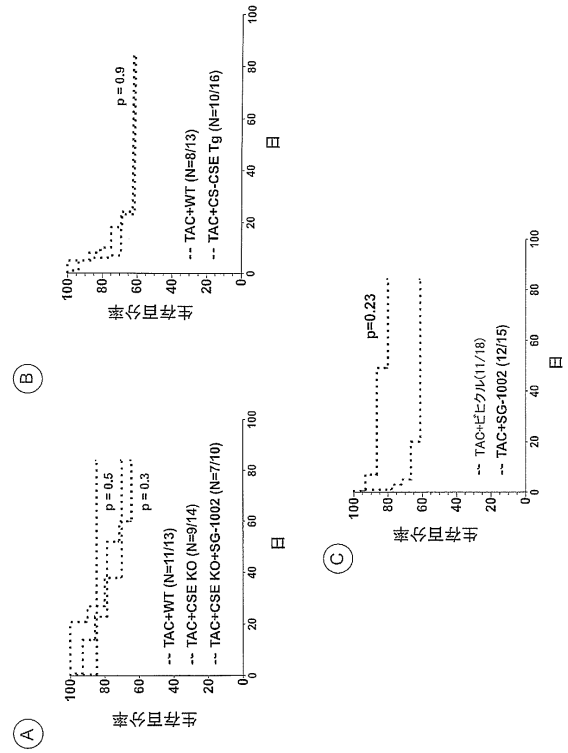 A
生存百分率
100
80
60
40
20
0
p = 0.5
p = 0.3
TAC+WT (N=11/13)
TAC+CSE KO (N=9/14)
TAC+CSE KO+SG-1002 (N=7/10)
0 20 40 60 80 100
日
B
生存百分率
100
80
60
40
20
0
p = 0.9
TAC+WT (N=8/13)
TAC+CS-CSE Tg (N=10/16)
0 20 40 60 80 100
日
C
生存百分率
100
80
60
40
20
0
p=0.23
TAC+ビヒクル(11/18)
TAC+SG-1002 (12/15)
0 20 40 60 80 100
日